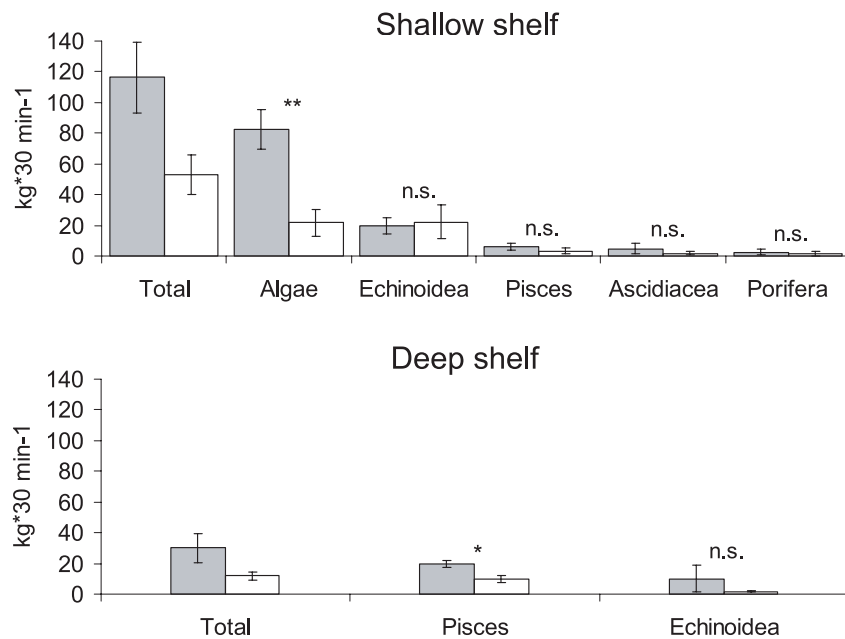 Shallow shelf
140
120
100
80
60
40
20
0
kg*30 min-1
**
n.s.
n.s.
n.s.
n.s.
Total Algae Echinoidea Pisces Ascidiacea Porifera
Deep shelf
140
120
100
80
60
40
20
0
kg*30 min-1
*
n.s.
Total Pisces Echinoidea